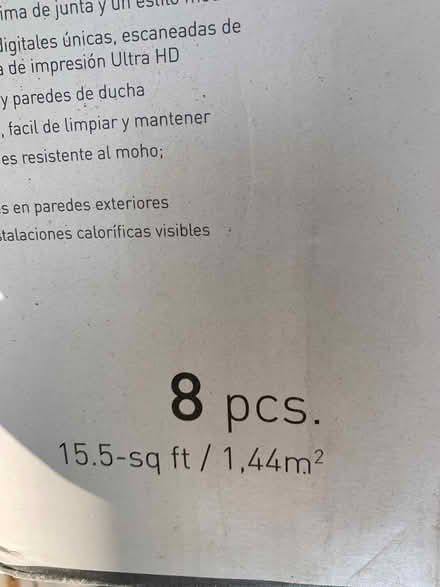 ima de junta y un estilo
digitales únicas, escaneadas de
a de impresión Ultra HD
y paredes de ducha
, facil de limpiar y mantener
es resistente al moho;
s en paredes exteriores
stalaciones caloríficas visibles
8 pcs.
15.5-sq ft / 1,44m²